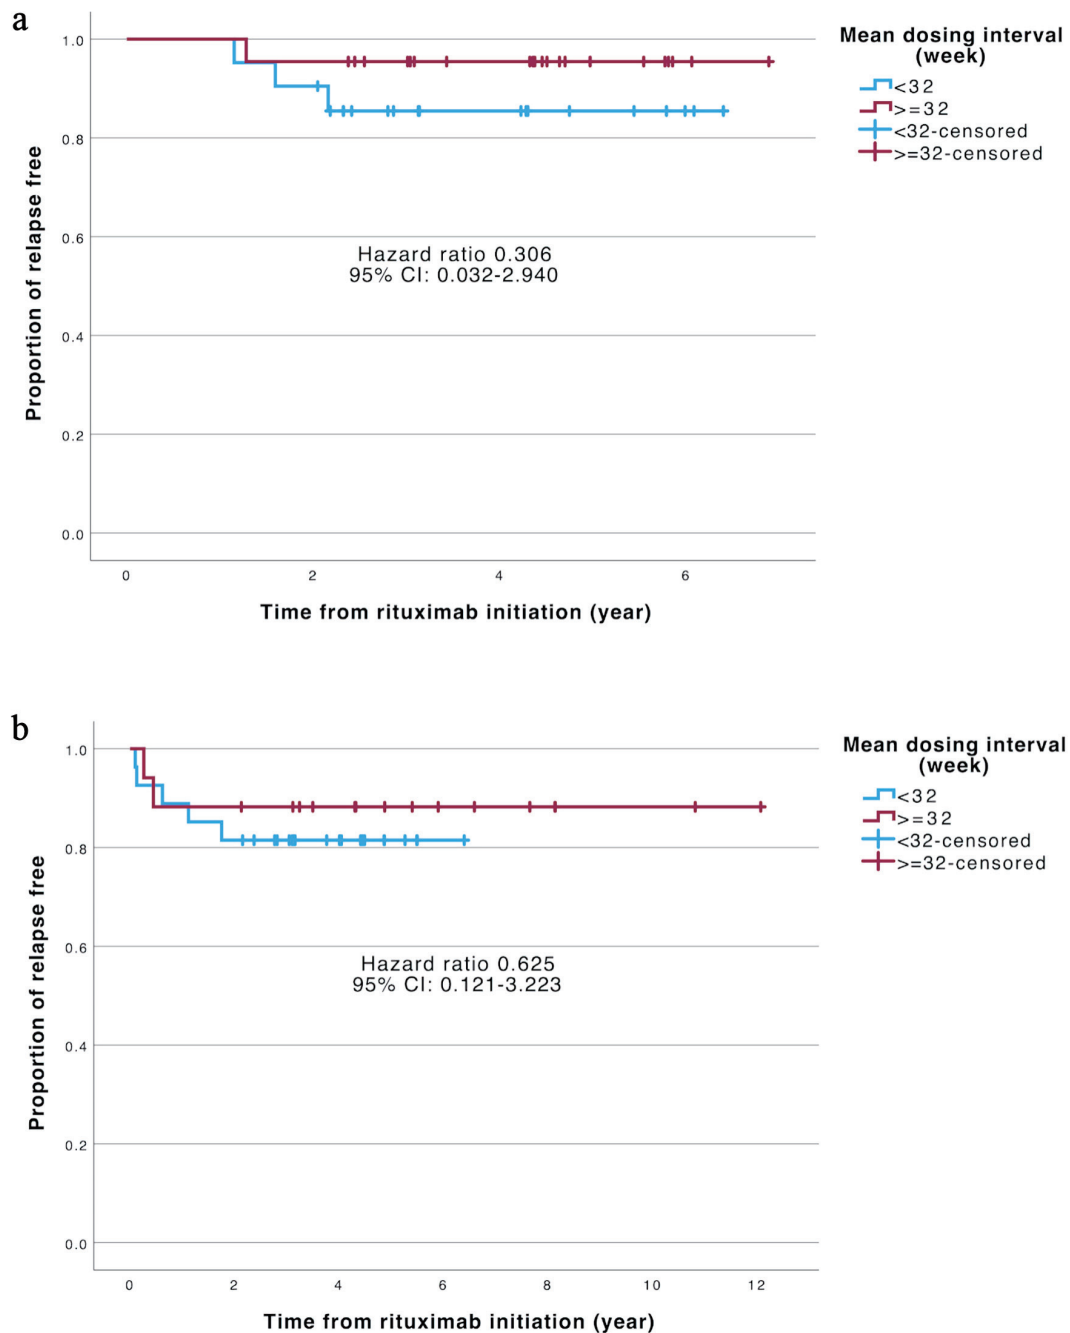 a
1.0
0.8
0.6
0.4
0.2
0.0
Proportion of relapse free
Hazard ratio 0.306
95% CI: 0.032-2.940
0 2 4 6
Time from rituximab initiation (year)
Mean dosing interval
(week)
<32
>=32
<32-censored
>=32-censored
b
1.0
0.8
0.6
0.4
0.2
0.0
Proportion of relapse free
Hazard ratio 0.625
95% CI: 0.121-3.223
0 2 4 6 8 10 12
Time from rituximab initiation (year)
Mean dosing interval
(week)
<32
>=32
<32-censored
>=32-censored